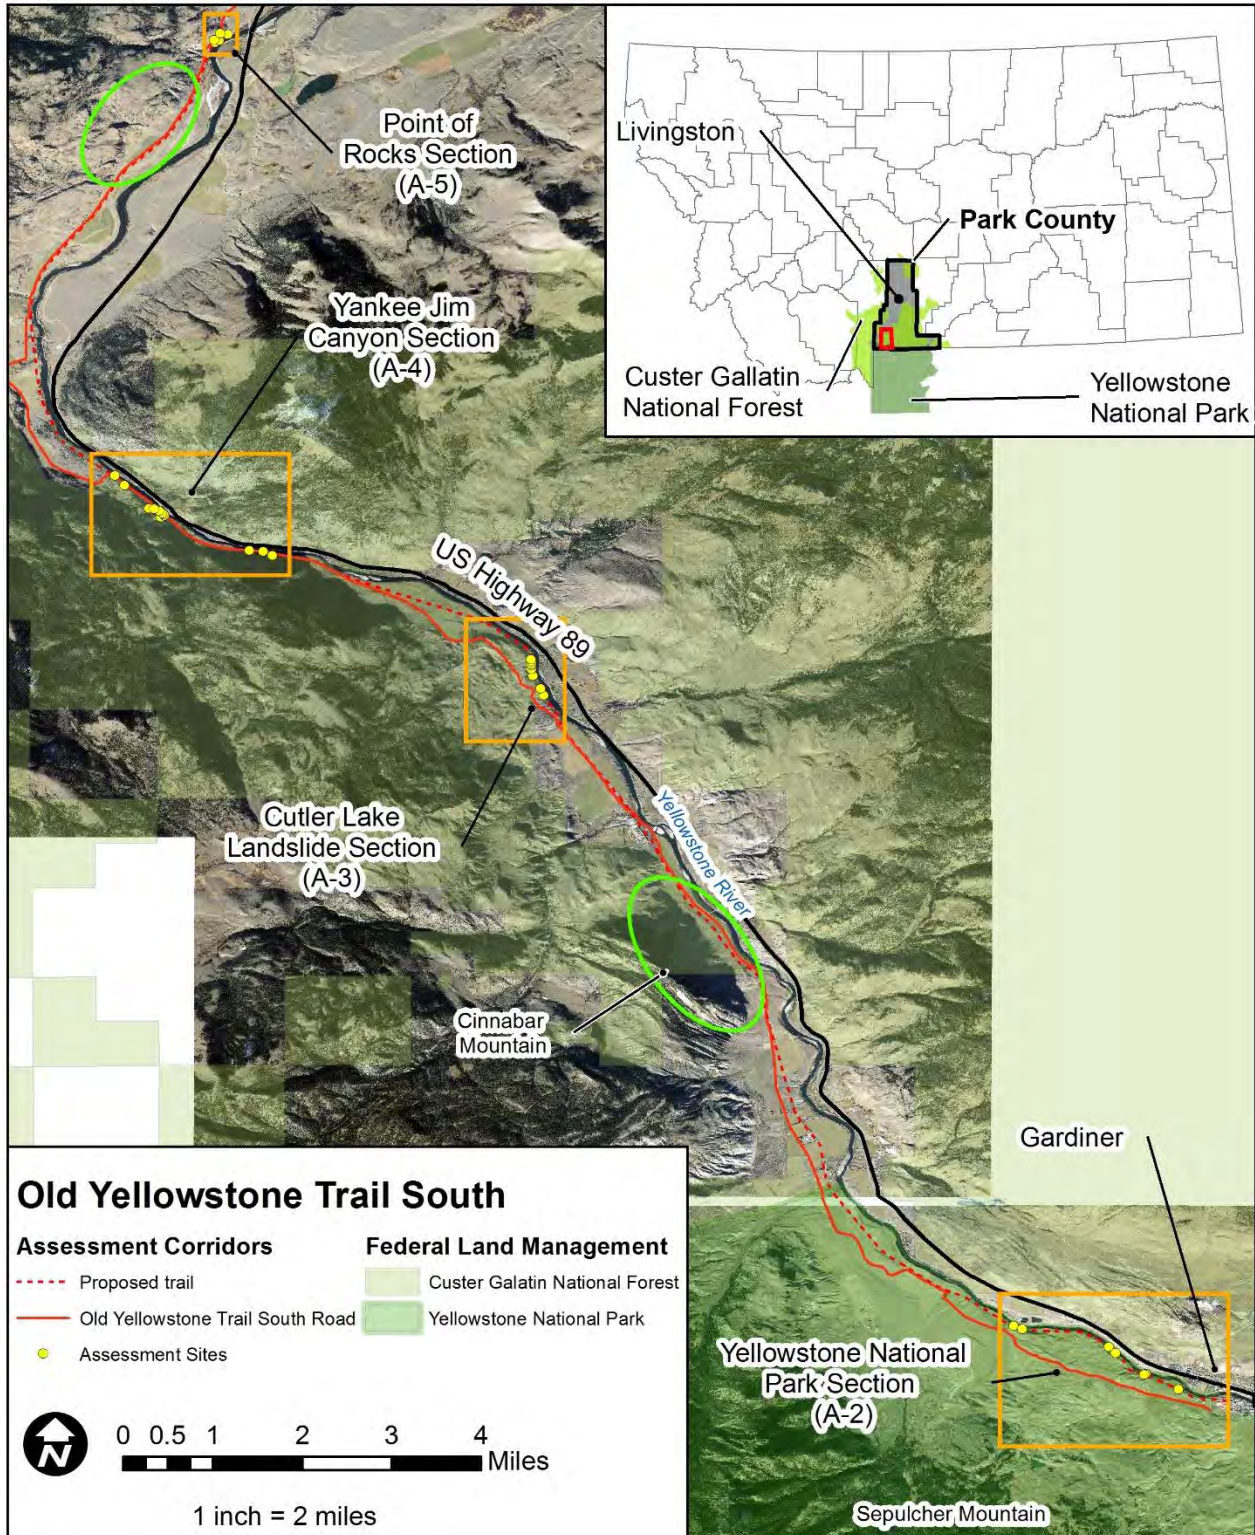 Point of
Rocks Section
(A-5)
Livingston
Park County
Custer Gallatin
National Forest
Yellowstone
National Park
Yankee Jim
Canyon Section
(A-4)
US Highway 89
Cutler Lake
Landslide Section
(A-3)
Yellowstone River
Cinnabar
Mountain
Gardiner
Yellowstone National
Park Section
(A-2)
Sepulcher Mountain
Old Yellowstone Trail South
Assessment Corridors
Proposed trail
Old Yellowstone Trail South Road
Assessment Sites
Federal Land Management
Custer Galatin National Forest
Yellowstone National Park
N
0 0.5 1 2 3 4
Miles
1 inch = 2 miles